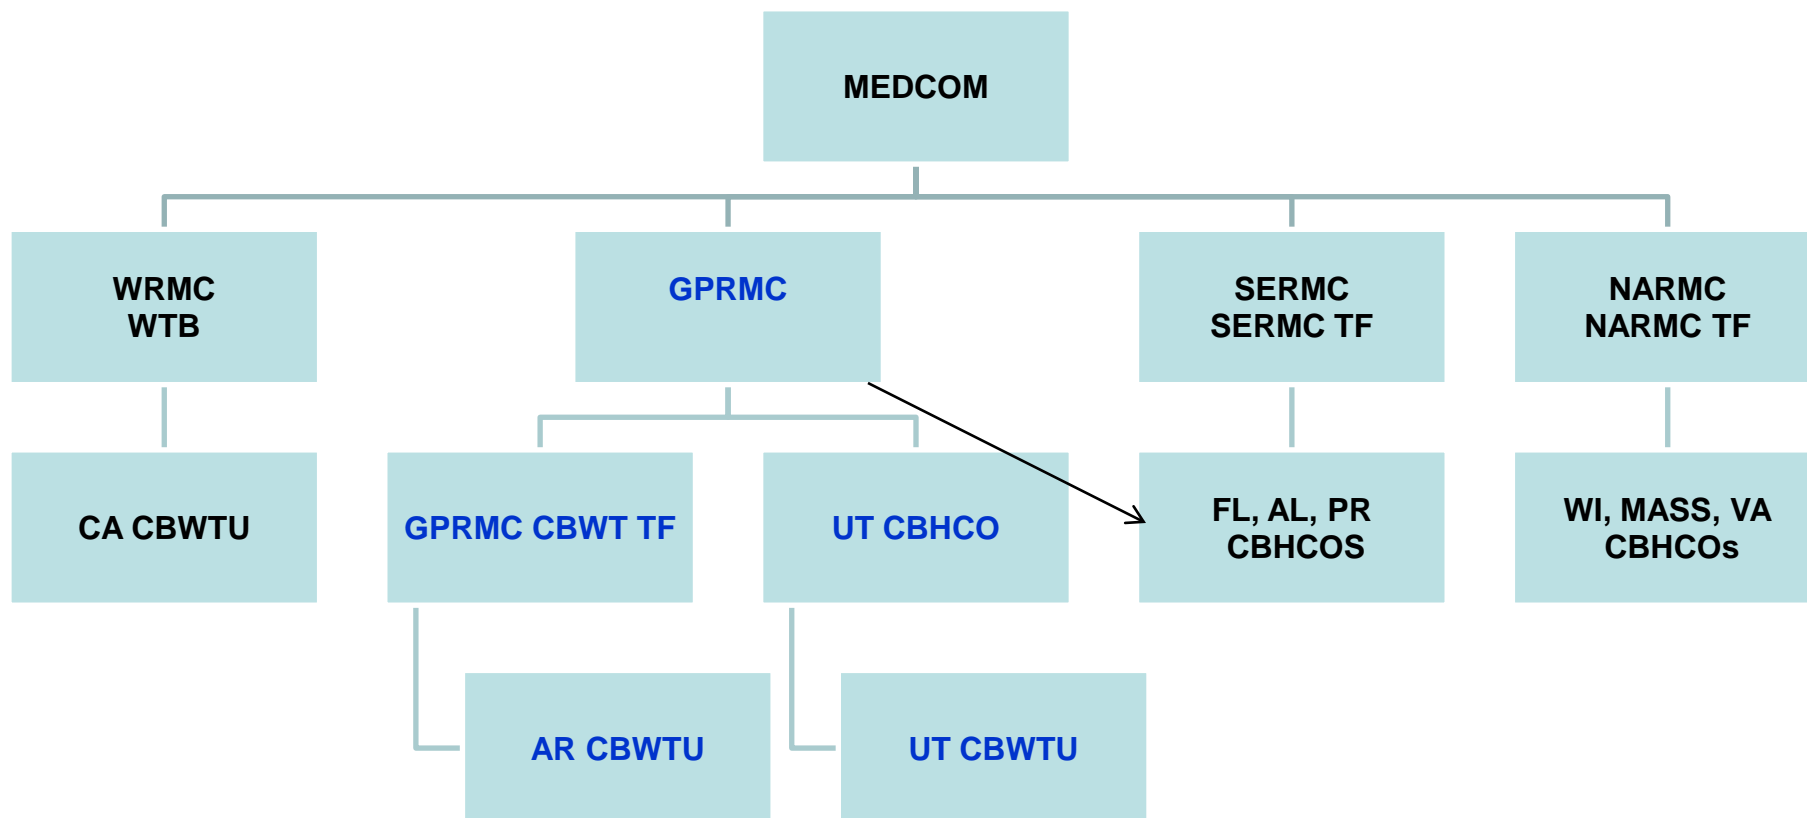 MEDCOM
WRMC
WTB
GPRMC
SERMC
SERMC TF
NARMC
NARMC TF
CA CBWTU
GPRMC CBWT TF
UT CBHCO
FL, AL, PR
CBHCOS
WI, MASS, VA
CBHCOs
AR CBWTU
UT CBWTU